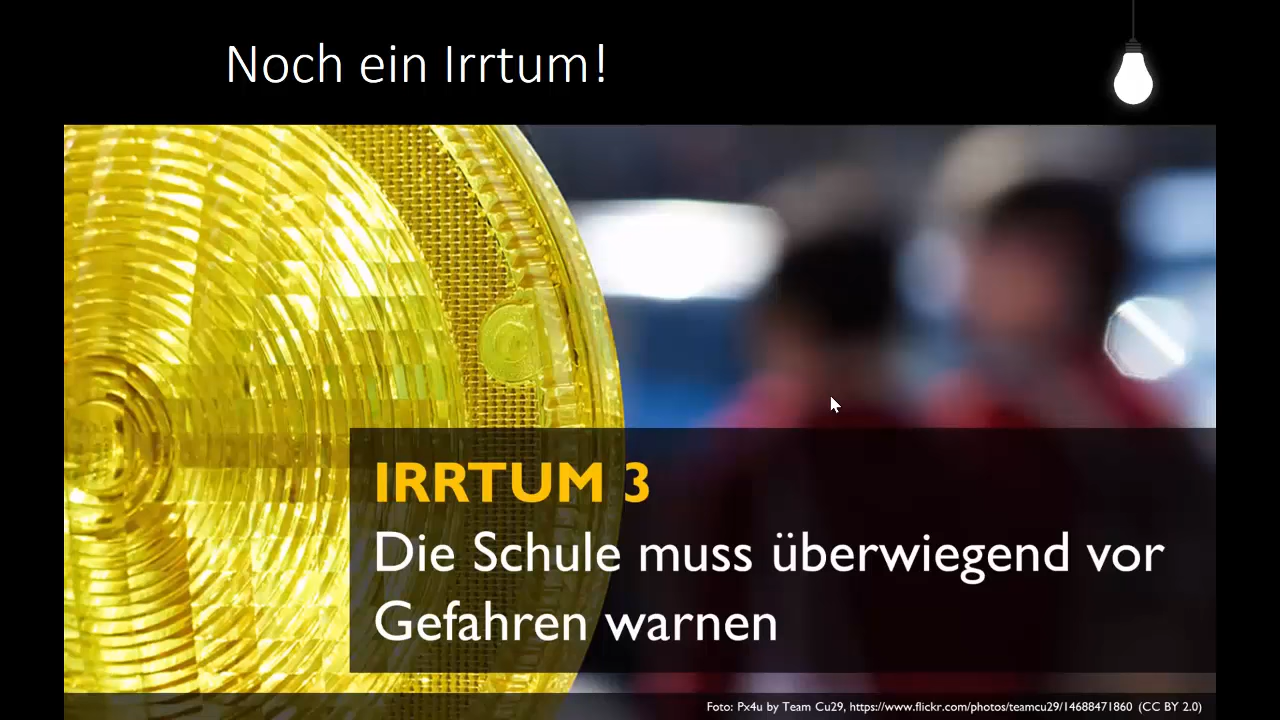 Noch ein Irrtum!
IRRTUM 3
Die Schule muss überwiegend vor
Gefahren warnen
Foto: Px4u by Team Cu29, https://www.flickr.com/photos/teamcu29/14688471860 (CC BY 2.0)